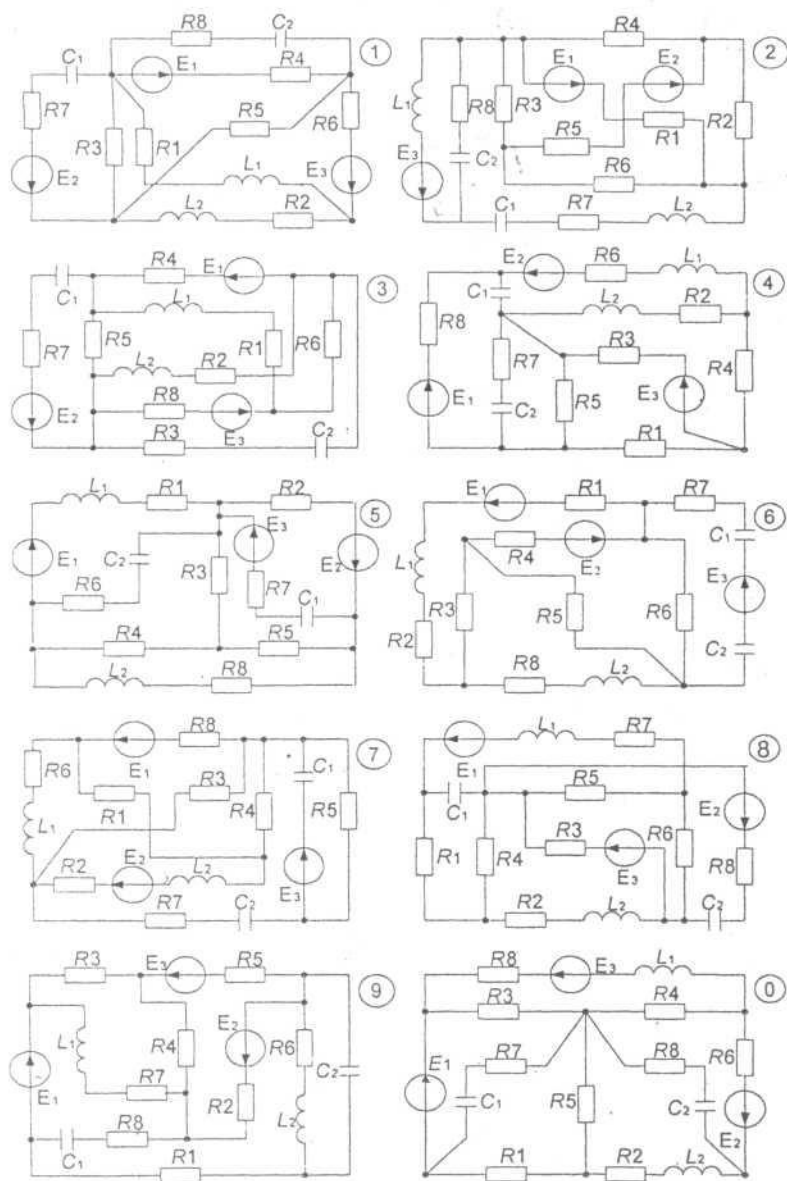 R8 C2
C1 E1 R4 1
R7 R5 R6
R3 R1
E2 L1 E3
L2 R2
R4 2
E1 E2
L1 R8 R3 R2
R5 R1
E3 C2 R6
C1 R7 L2
R4 E1 3
C1 L1
R7 R5 R1 R6
L2 R2
E2 R8 E3
R3 C2
E2 R6 L1 4
C1 L2 R2
R8 R7 R3 R4
E1 C2 R5 E3
R1
L1 R1 R2 5
E1 C2 E3 E2
R6 R3 R7 C1
R4 R5
L2 R8
E1 R1 R7 6
L1 R4 E2 C1
R3 R5 R6 E3
R2 C2
R8 L2
R8 7
R6 E1 R3 C1
L1 R1 R4 R5
R2 E2 L2 E3
R7 C2
L1 R7 8
E1 R5 E2
C1 R3 R6
R1 R4 E3 R8
R2 L2 C2
R3 E3 R5 9
L1 R4 E2 R6 C2
E1 R7 R2 L2
C1 R8
R1
R8 E3 L1 0
R3 R4
E1 R7 R8 R6
C1 R5 C2 E2
R1 R2 L2